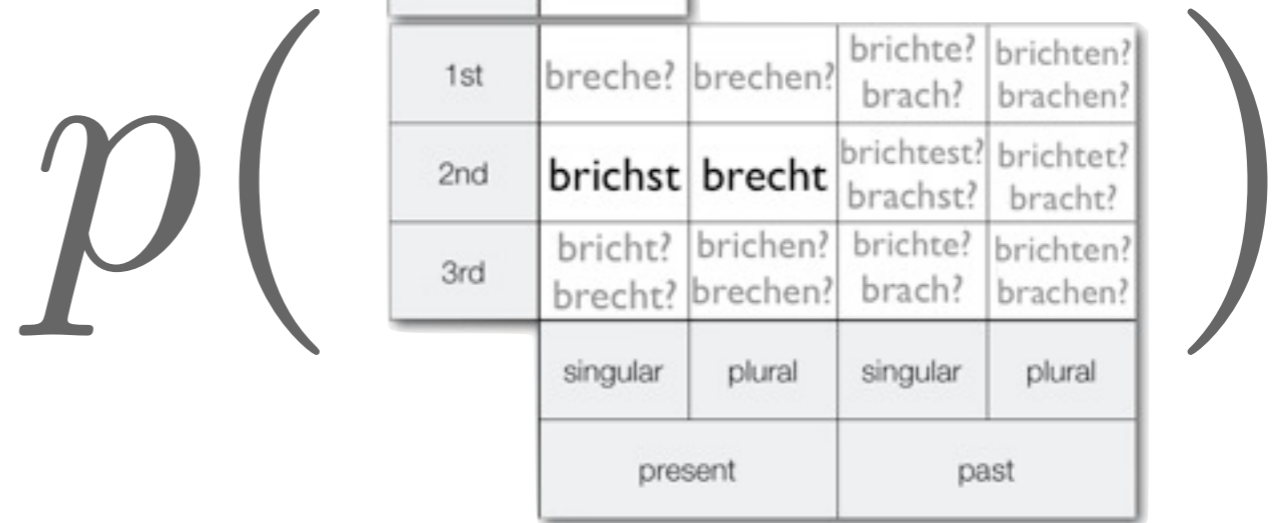 p(
1st breche? brechen? brichte? brichten?
brach? brachen?
2nd brichst brecht brichtest? brichtet?
brachst? bracht?
3rd bricht? brichen? brichte? brichten?
brecht? brechen? brach? brachen?
)
singular plural singular plural
present past